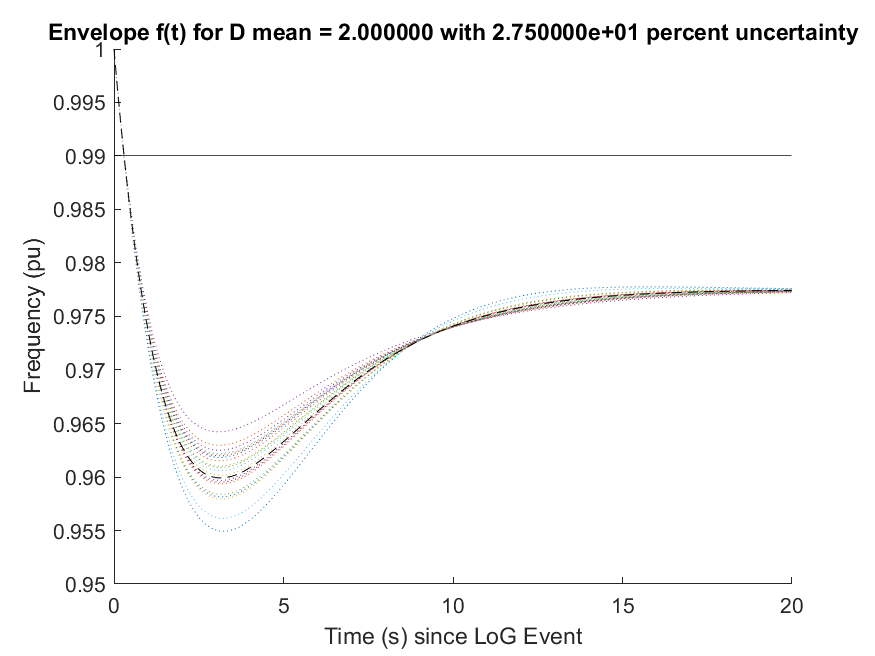 Envelope f(t) for D mean = 2.000000 with 2.750000e+01 percent uncertainty
1
0.995
0.99
0.985
0.98
0.975
0.97
0.965
0.96
0.955
0.95
Frequency (pu)
0 5 10 15 20
Time (s) since LoG Event